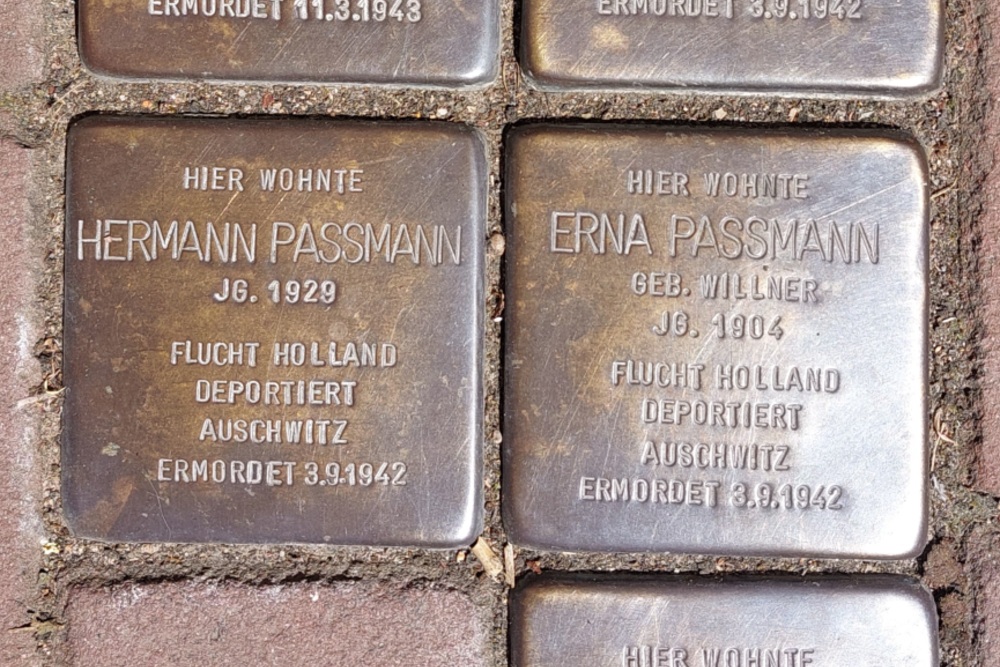 ERMORDET 11.3.1943
ERMORDET 3.9.1942
HIER WOHNTE
HERMANN PASSMANN
JG. 1929
FLUCHT HOLLAND
DEPORTIERT
AUSCHWITZ
ERMORDET 3.9.1942
HIER WOHNTE
ERNA PASSMANN
GEB. WILLNER
JG. 1904
FLUCHT HOLLAND
DEPORTIERT
AUSCHWITZ
ERMORDET 3.9.1942
HIER WOHNTE